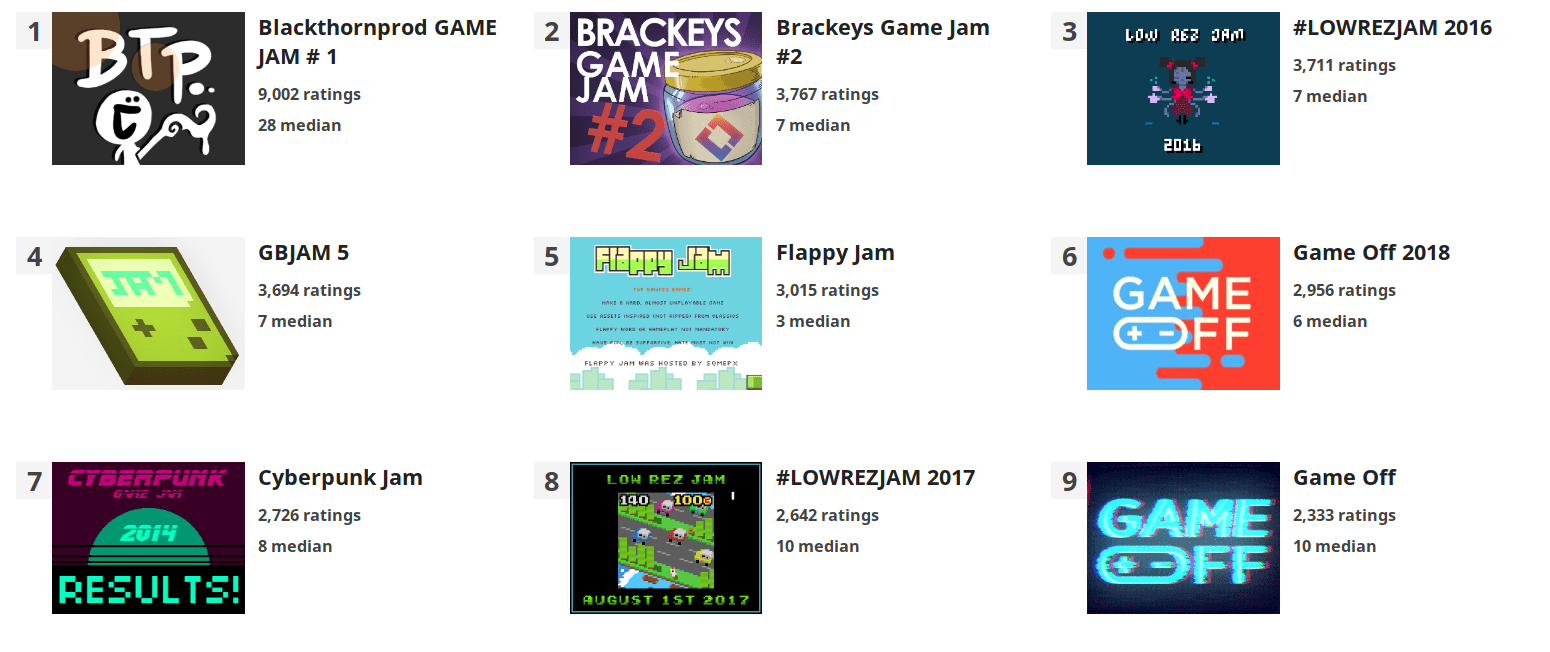 1
BTP
Blackthornprod GAME
JAM # 1
9,002 ratings
28 median
2
BRACKEYS
GAME
JAM
#2
Brackeys Game Jam
#2
3,767 ratings
7 median
3
LOW REZ JAM
2016
#LOWREZJAM 2016
3,711 ratings
7 median
4
JAM
GBJAM 5
3,694 ratings
7 median
5
Flappy Jam
MAKE A HARD, ALMOST UNPLAYABLE GAME
USE ASSETS INSPIRED (NOT RIPPED) FROM CLASSICS
FLAPPY WORD OR GAMEPLAY NOT MANDATORY
HAVE FUN, BE SUPPORTIVE, HATE MUST NOT WIN
FLAPPY JAM WAS HOSTED BY SOMEPX
Flappy Jam
3,015 ratings
3 median
6
GAME
OFF
Game Off 2018
2,956 ratings
6 median
7
CYBERPUNK
GAME JAM
2014
RESULTS!
Cyberpunk Jam
2,726 ratings
8 median
8
LOW REZ JAM
140 100
AUGUST 1ST 2017
#LOWREZJAM 2017
2,642 ratings
10 median
9
GAME
OFF
Game Off
2,333 ratings
10 median